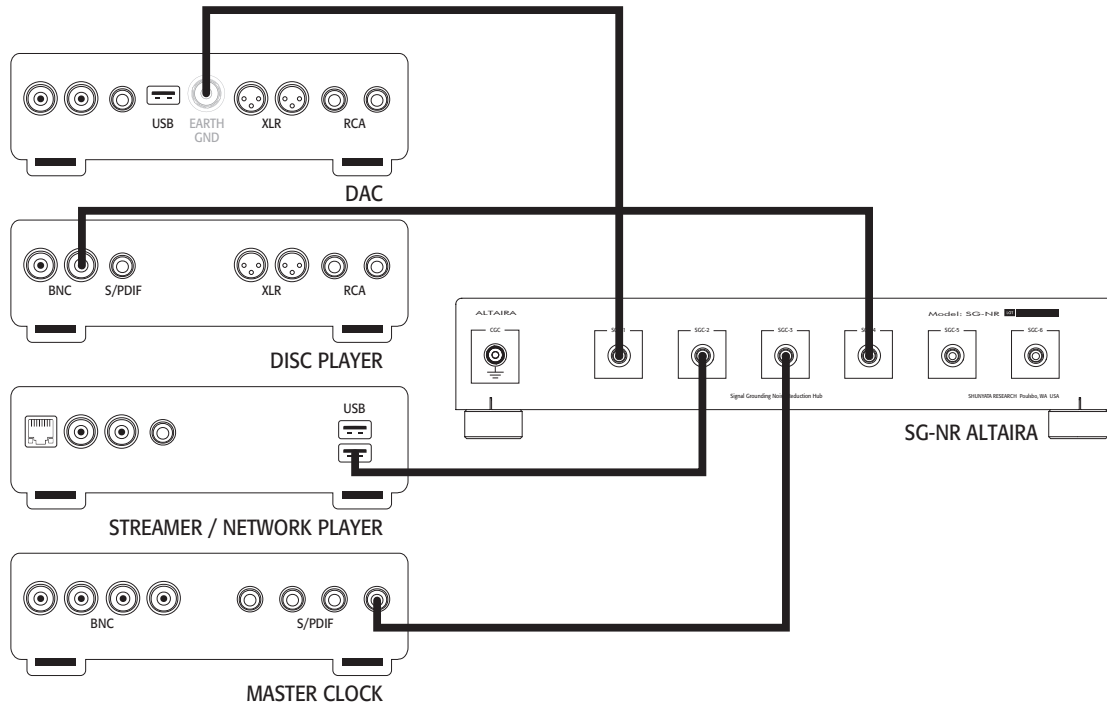 USB
EARTH
GND
XLR
RCA
DAC
BNC
S/PDIF
XLR
RCA
DISC PLAYER
USB
STREAMER / NETWORK PLAYER
BNC
S/PDIF
MASTER CLOCK
ALTAIRA
Model: SG-NR
CGC
SGC-2
SGC-3
SGC-5
SGC-6
Signal Grounding Noise Reduction Hub
SHUNYATA RESEARCH Poulsbo, WA USA
SG-NR ALTAIRA